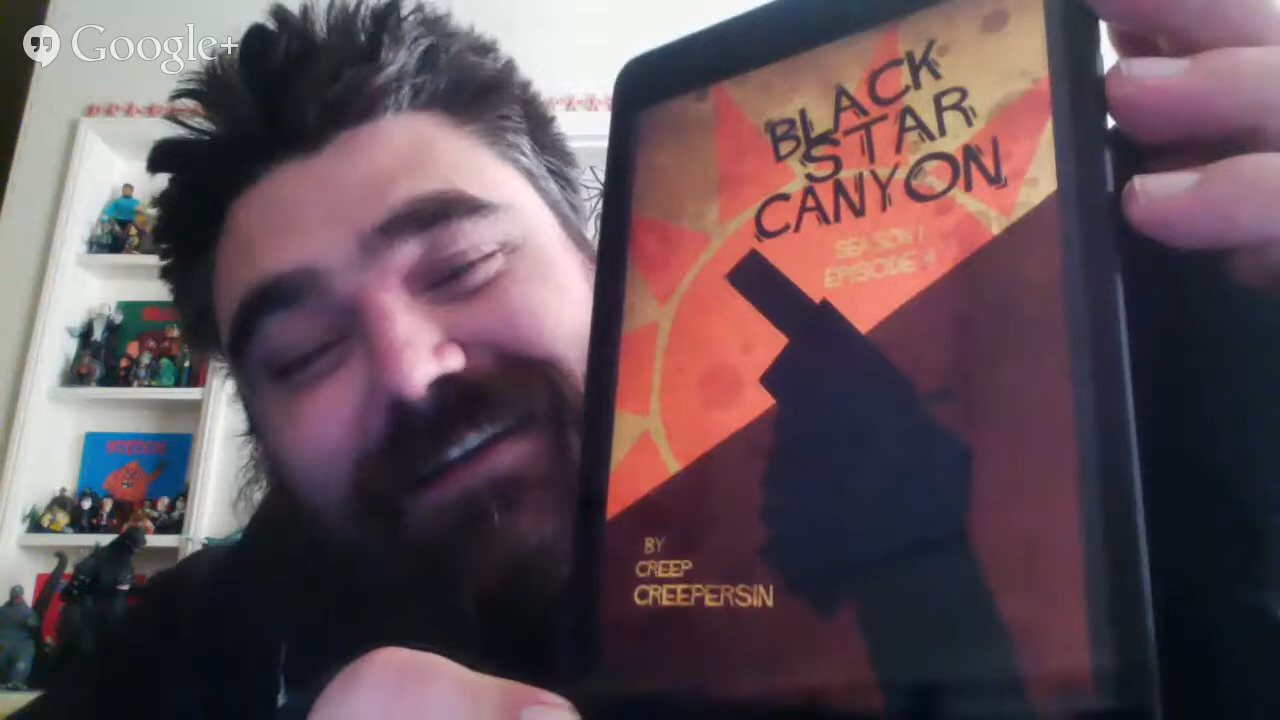 Google+
BLACK
STAR
CANYON
SEASON 1
EPISODE 4
BY
CREEP
CREEPERSIN